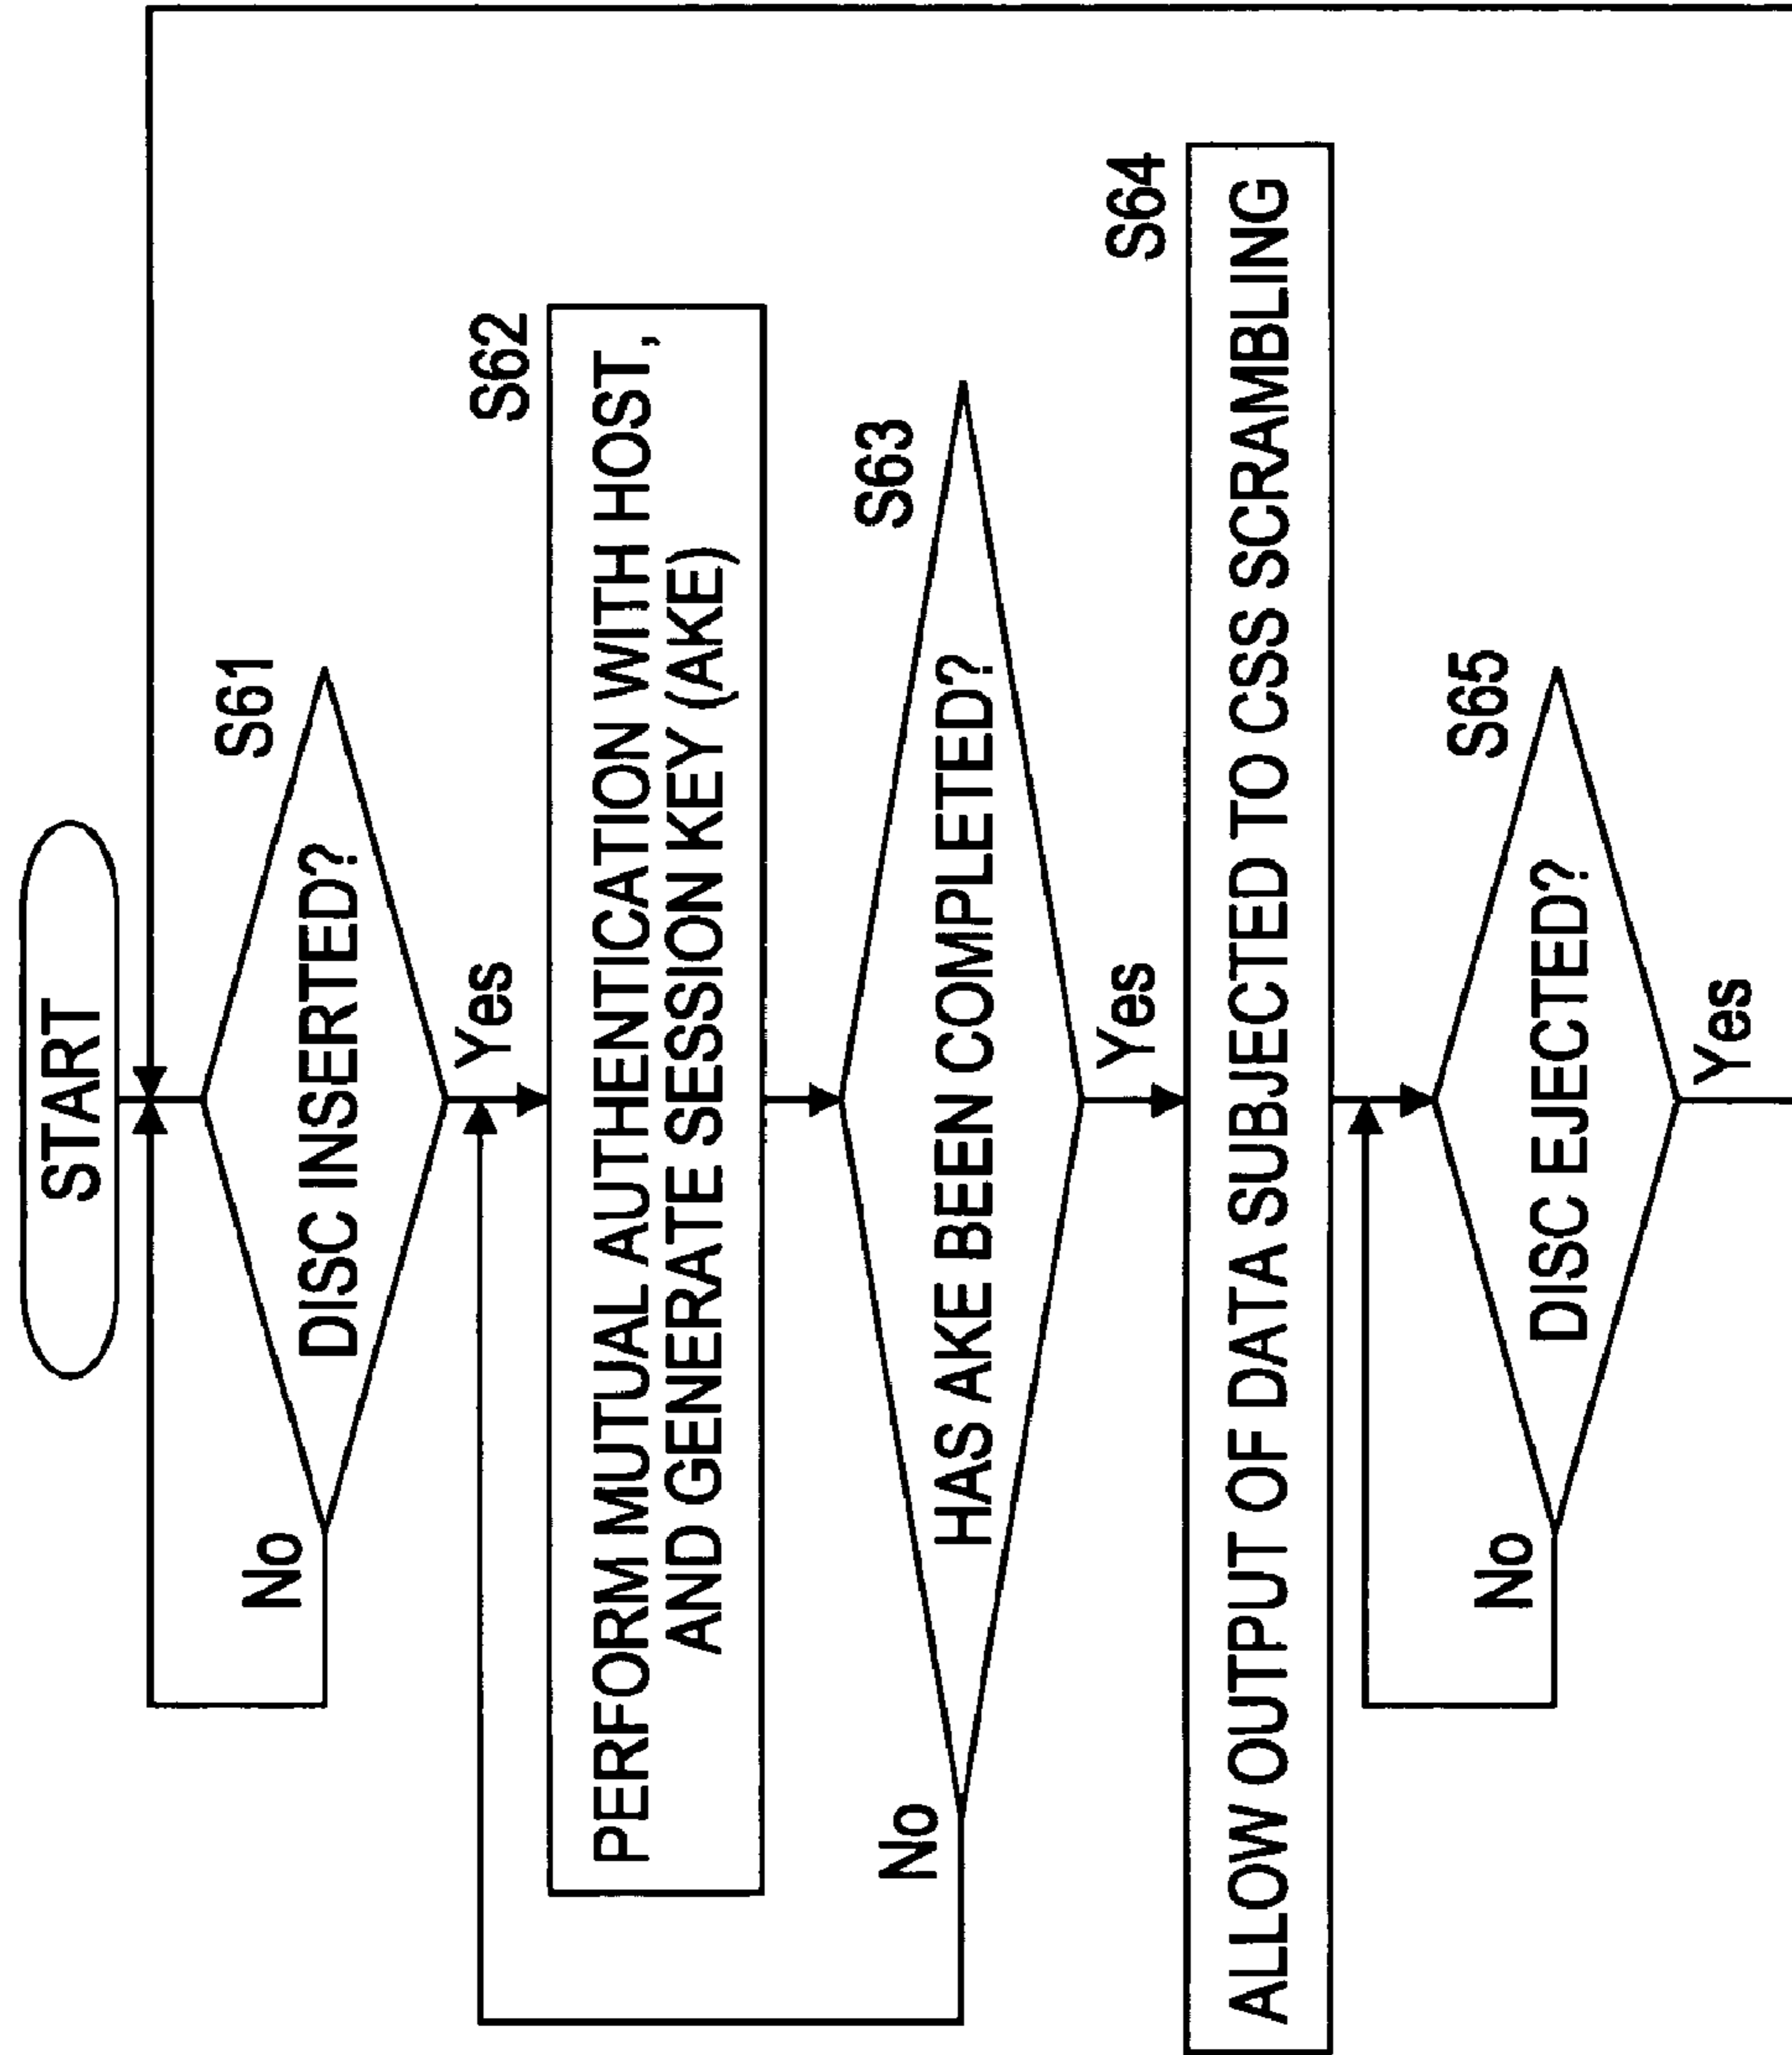 START
S61
DISC INSERTED?
No
Yes
S62
PERFORM MUTUAL AUTHENTICATION WITH HOST,
AND GENERATE SESSION KEY (AKE)
S63
HAS AKE BEEN COMPLETED?
No
Yes
S64
ALLOW OUTPUT OF DATA SUBJECTED TO CSS SCRAMBLING
S65
DISC EJECTED?
No
Yes